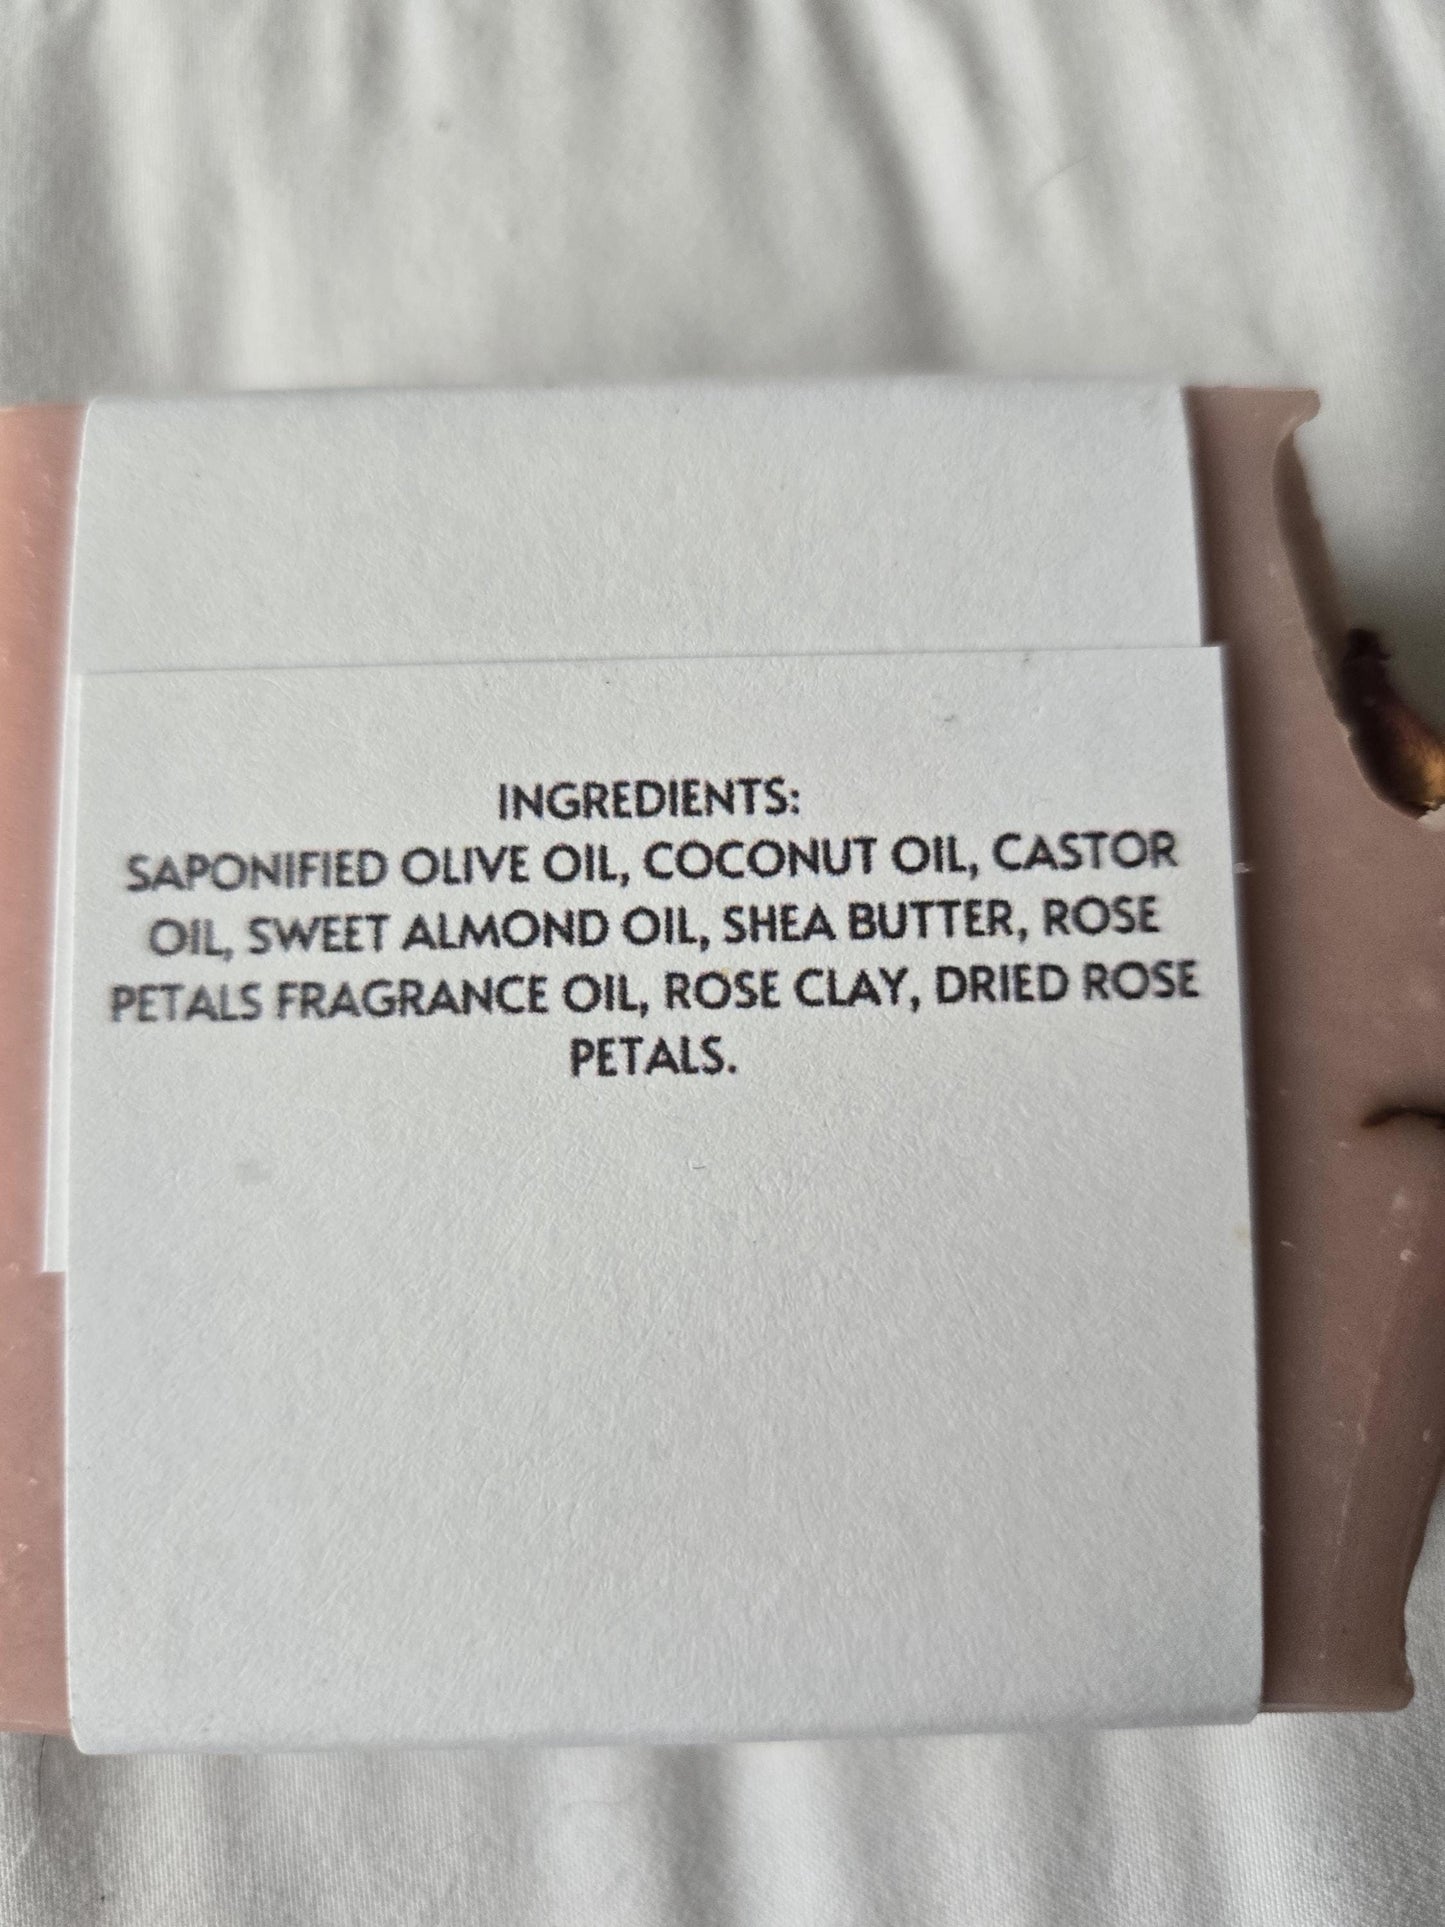 INGREDIENTS:
SAPONIFIED OLIVE OIL, COCONUT OIL, CASTOR
OIL, SWEET ALMOND OIL, SHEA BUTTER, ROSE
PETALS FRAGRANCE OIL, ROSE CLAY, DRIED ROSE
PETALS.